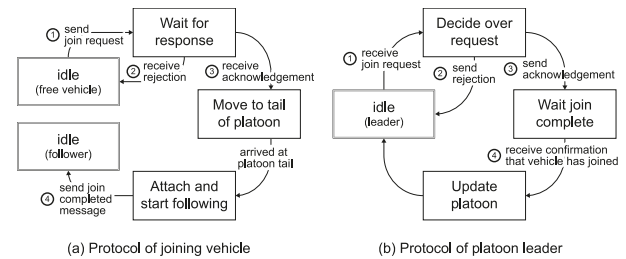 1 send
join request
Wait for
response
2 receive
rejection
3 receive
acknowledgement
idle
(free vehicle)
Move to tail
of platoon
idle
(follower)
arrived at
platoon tail
4 send join
completed
message
Attach and
start following
(a) Protocol of joining vehicle
1 receive
join request
Decide over
request
2 send
rejection
3 send
acknowledgement
idle
(leader)
Wait join
complete
4 receive confirmation
that vehicle has joined
Update
platoon
(b) Protocol of platoon leader